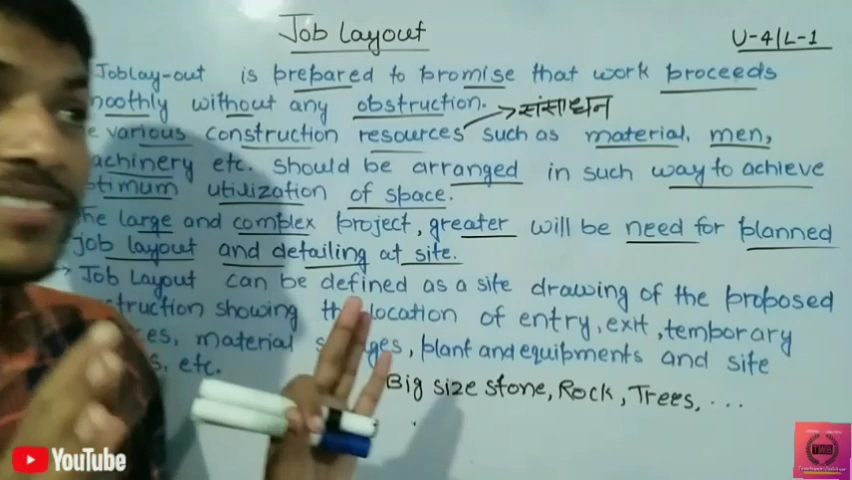 Job Layout
U-4/L-1
Joblay-out is prepared to promise that work proceeds
moothly without any obstruction.
संसाधन
e various construction resources such as material, men,
achinery etc. should be arranged in such way to achieve
ptimum utilization of space.
The large and complex project, greater will be need for planned
Job layout and detailing at site.
→ Job Layout can be defined as a site drawing of the proposed
truction showing location of entry, exit, temporary
es, material ges, plant and equipments and site
s, etc.
Big size stone, Rock, Trees, ...
YouTube
TWS